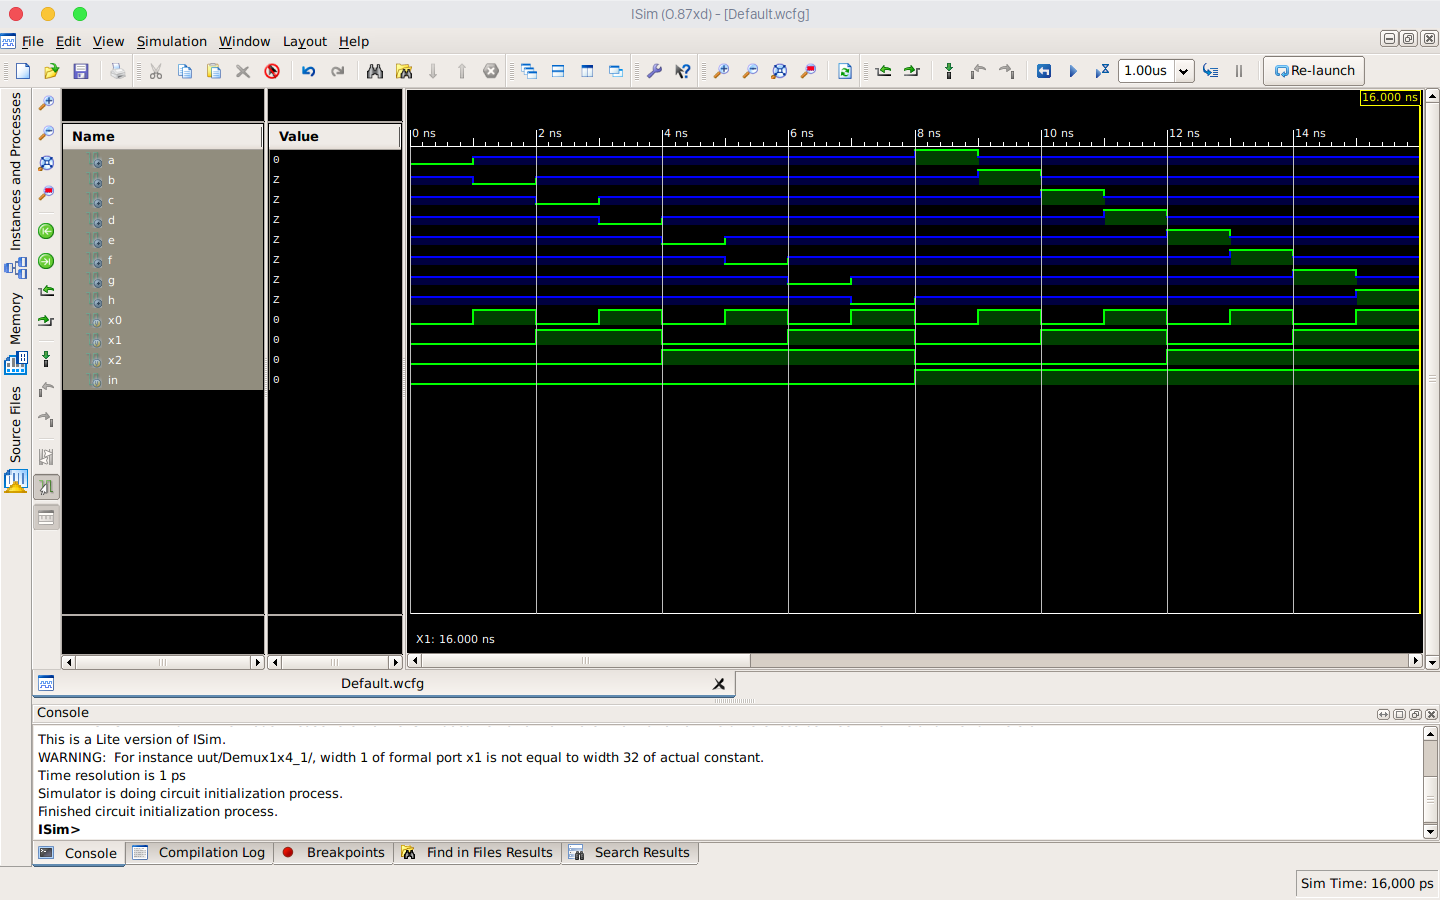 ISim (0.87xd) - [Default.wcfg]
File Edit View Simulation Window Layout Help
1.00us
Re-launch
Instances and Processes
Memory
Source Files
16.000 ns
Name Value
0 ns 2 ns 4 ns 6 ns 8 ns 10 ns 12 ns 14 ns
a 0
b Z
c Z
d Z
e Z
f Z
g Z
h Z
x0 0
x1 0
x2 0
in 0
X1: 16.000 ns
Default.wcfg
Console
This is a Lite version of ISim.
WARNING: For instance uut/Demux1x4_1/, width 1 of formal port x1 is not equal to width 32 of actual constant.
Time resolution is 1 ps
Simulator is doing circuit initialization process.
Finished circuit initialization process.
ISim>
Console Compilation Log Breakpoints Find in Files Results Search Results
Sim Time: 16,000 ps